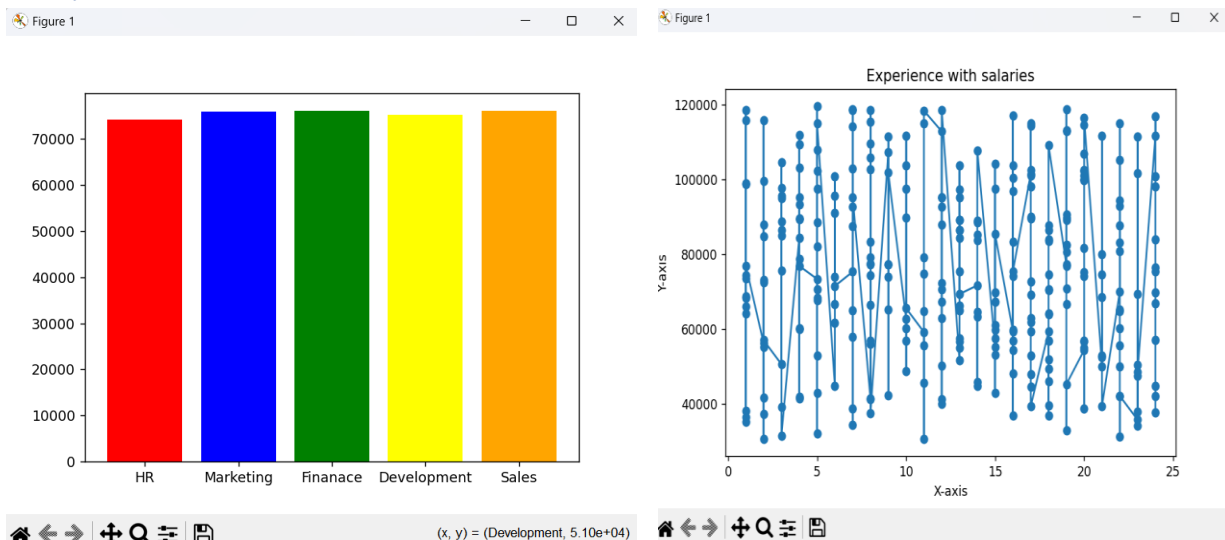 Figure 1
70000
60000
50000
40000
30000
20000
10000
0
HR Marketing Finanace Development Sales
(x, y) = (Development, 5.10e+04)
Figure 1
Experience with salaries
120000
100000
80000
60000
40000
Y-axis
0 5 10 15 20 25
X-axis